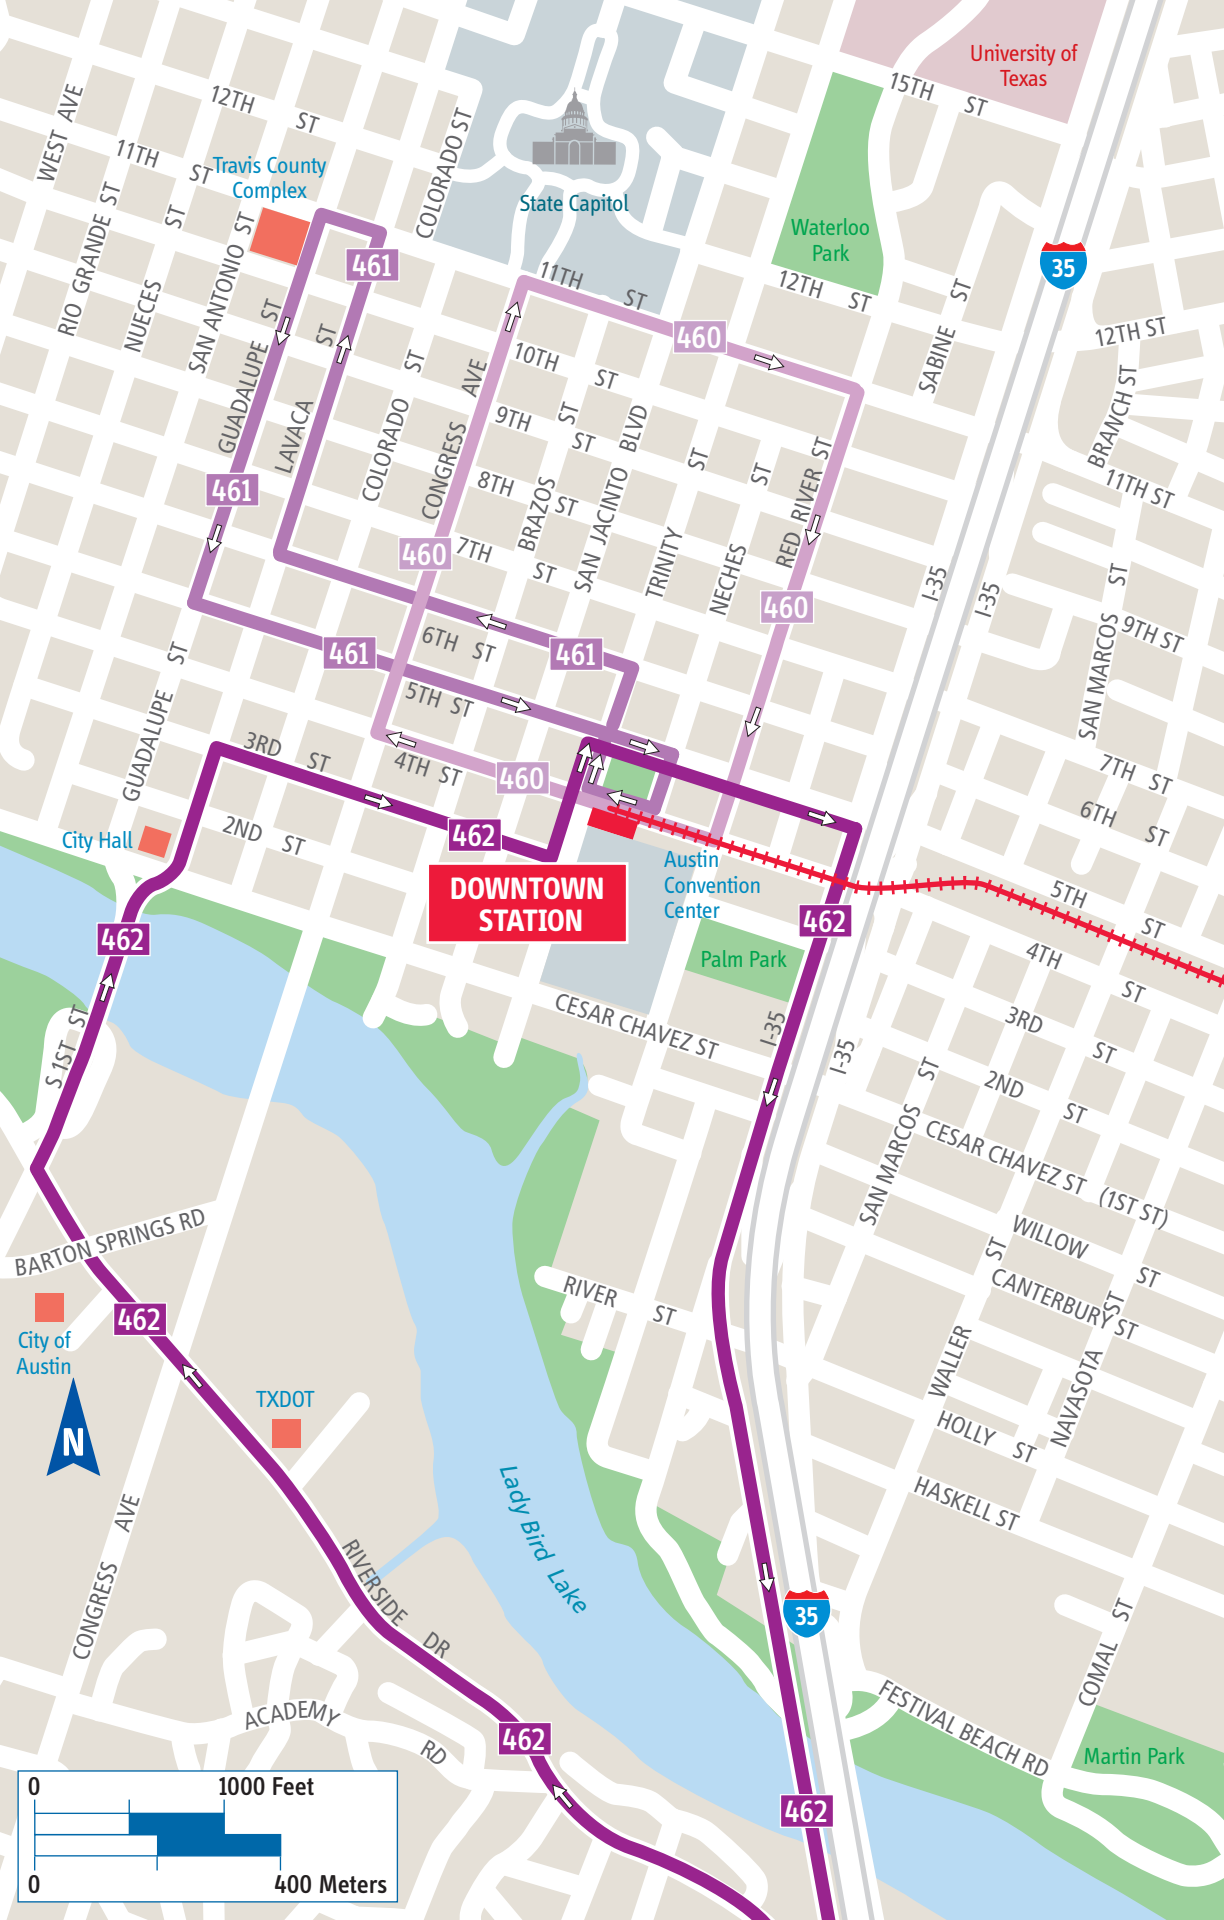 University of
Texas
15TH ST
WEST AVE
12TH ST
11TH ST
COLORADO ST
Travis County
Complex
State Capitol
Waterloo
Park
RIO GRANDE ST
NUECES ST
SAN ANTONIO ST
35
461
11TH ST
12TH ST
SABINE ST
12TH ST
460
GUADALUPE ST
LAVACA ST
COLORADO ST
CONGRESS AVE
10TH ST
9TH ST
8TH ST
7TH ST
BRAZOS ST
SAN JACINTO BLVD
TRINITY ST
NECHES ST
RED RIVER ST
BRANCH ST
11TH ST
461
460
460
I-35
I-35
SAN MARCOS ST
9TH ST
461
461
6TH ST
5TH ST
GUADALUPE ST
3RD ST
4TH ST
460
7TH ST
6TH ST
City Hall
2ND ST
462
DOWNTOWN
STATION
Austin
Convention
Center
462
462
Palm Park
5TH ST
4TH ST
3RD ST
2ND ST
S 1ST ST
CESAR CHAVEZ ST
I-35
I-35
SAN MARCOS ST
CESAR CHAVEZ ST (1ST ST)
BARTON SPRINGS RD
WILLOW ST
CANTERBURY ST
RIVER ST
462
City of
Austin
N
TXDOT
WALLER ST
NAVASOTA ST
HOLLY ST
HASKELL ST
Lady Bird Lake
CONGRESS AVE
RIVERSIDE DR
35
COMAL ST
ACADEMY RD
FESTIVAL BEACH RD
462
Martin Park
462
0 1000 Feet
0 400 Meters